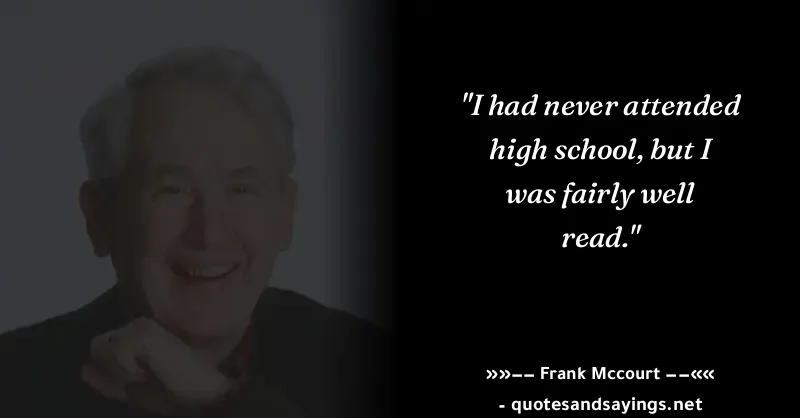 "I had never attended
high school, but I
was fairly well
read."
»»−− Frank Mccourt −−««
- quotesandsayings.net